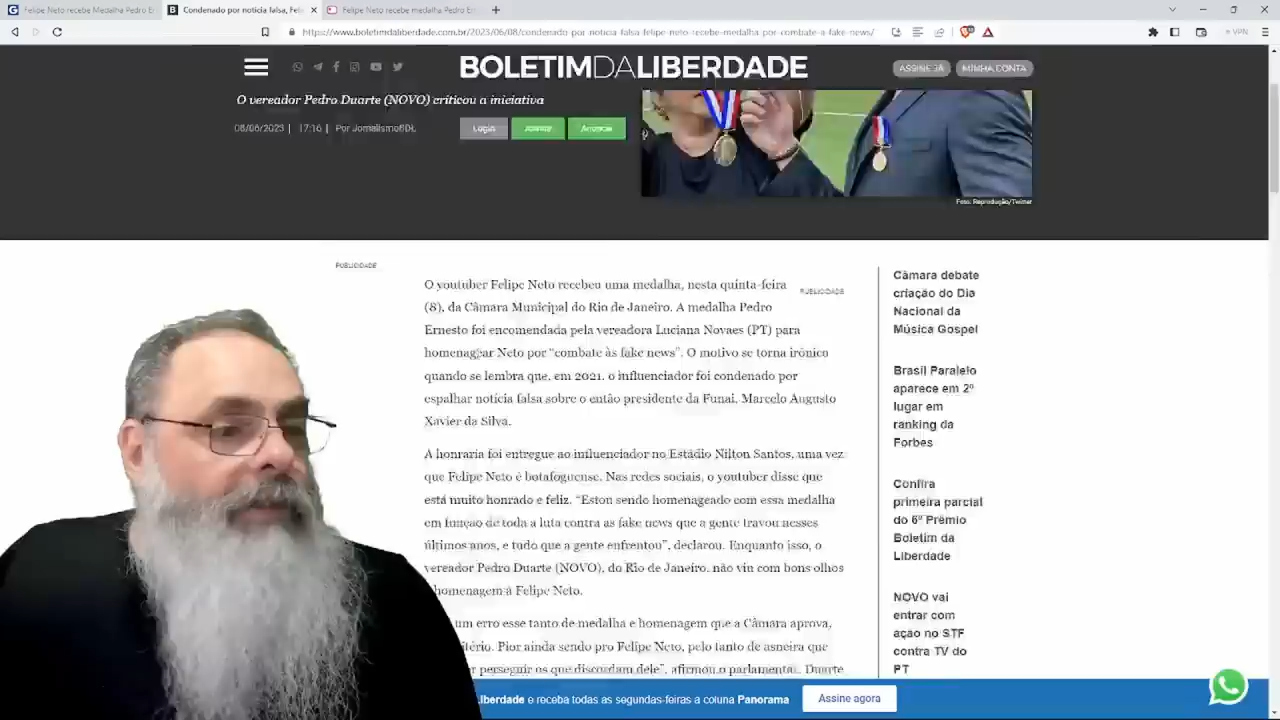 Felipe Neto recebe Medalha Pedro Er
Condenado por notícia falsa, Feli
Felipe Neto recebe medalha Pedro Er
https://www.boletimdaliberdade.com.br/2023/06/08/condenado-por-noticia-falsa-felipe-neto-recebe-medalha-por-combate-a-fake-news/
VPN
BOLETIMDALIBERDADE
ASSINE JÁ
MINHA CONTA
O vereador Pedro Duarte (NOVO) criticou a iniciativa
08/06/2023 | 17:16 | Por Jornalismo
Login
Assinar
Anunciar
Foto: Reprodução/Twitter
PUBLICIDADE
PUBLICIDADE
O youtuber Felipe Neto recebeu uma medalha, nesta quinta-feira
(8), da Câmara Municipal do Rio de Janeiro. A medalha Pedro
Ernesto foi encomendada pela vereadora Luciana Novaes (PT) para
homenagear Neto por “combate às fake news”. O motivo se torna irônico
quando se lembra que, em 2021, o influenciador foi condenado por
espalhar notícia falsa sobre o então presidente da Funai, Marcelo Augusto
Xavier da Silva.
A honraria foi entregue ao influenciador no Estádio Nilton Santos, uma vez
que Felipe Neto é botafoguense. Nas redes sociais, o youtuber disse que
está muito honrado e feliz. “Estou sendo homenageado com essa medalha
em função de toda a luta contra as fake news que a gente travou nesses
últimos anos, e tudo que a gente enfrentou”, declarou. Enquanto isso, o
vereador Pedro Duarte (NOVO), do Rio de Janeiro, não viu com bons olhos
homenagem à Felipe Neto.
um erro esse tanto de medalha e homenagem que a Câmara aprova,
itério. Pior ainda sendo pro Felipe Neto, pelo tanto de asneira que
r perseguir os que discordam dele”, afirmou o parlamentar. Duarte
Câmara debate
criação do Dia
Nacional da
Música Gospel
Brasil Paralelo
aparece em 2º
lugar em
ranking da
Forbes
Confira
primeira parcial
do 6º Prêmio
Boletim da
Liberdade
NOVO vai
entrar com
ação no STF
contra TV do
PT
Liberdade e receba todas as segundas-feiras a coluna Panorama
Assine agora